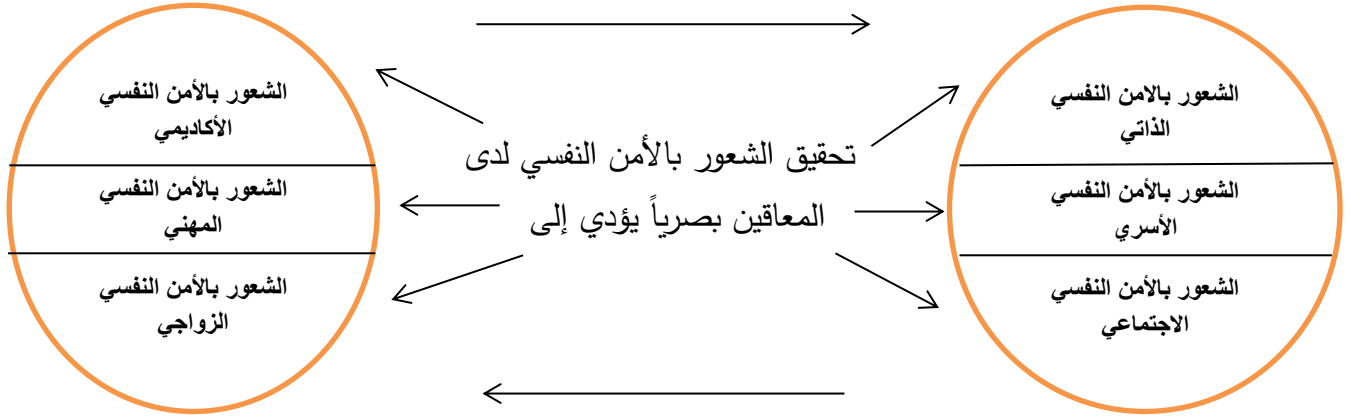 الشعور بالامن النفسي
الذاتي
الشعور بالأمن النفسي
الأسري
الشعور بالأمن النفسي
الاجتماعي
تحقيق الشعور بالأمن النفسي لدى
المعاقين بصرياً يؤدي إلى
الشعور بالأمن النفسي
الأكاديمي
الشعور بالأمن النفسي
المهني
الشعور بالأمن النفسي
الزواجي